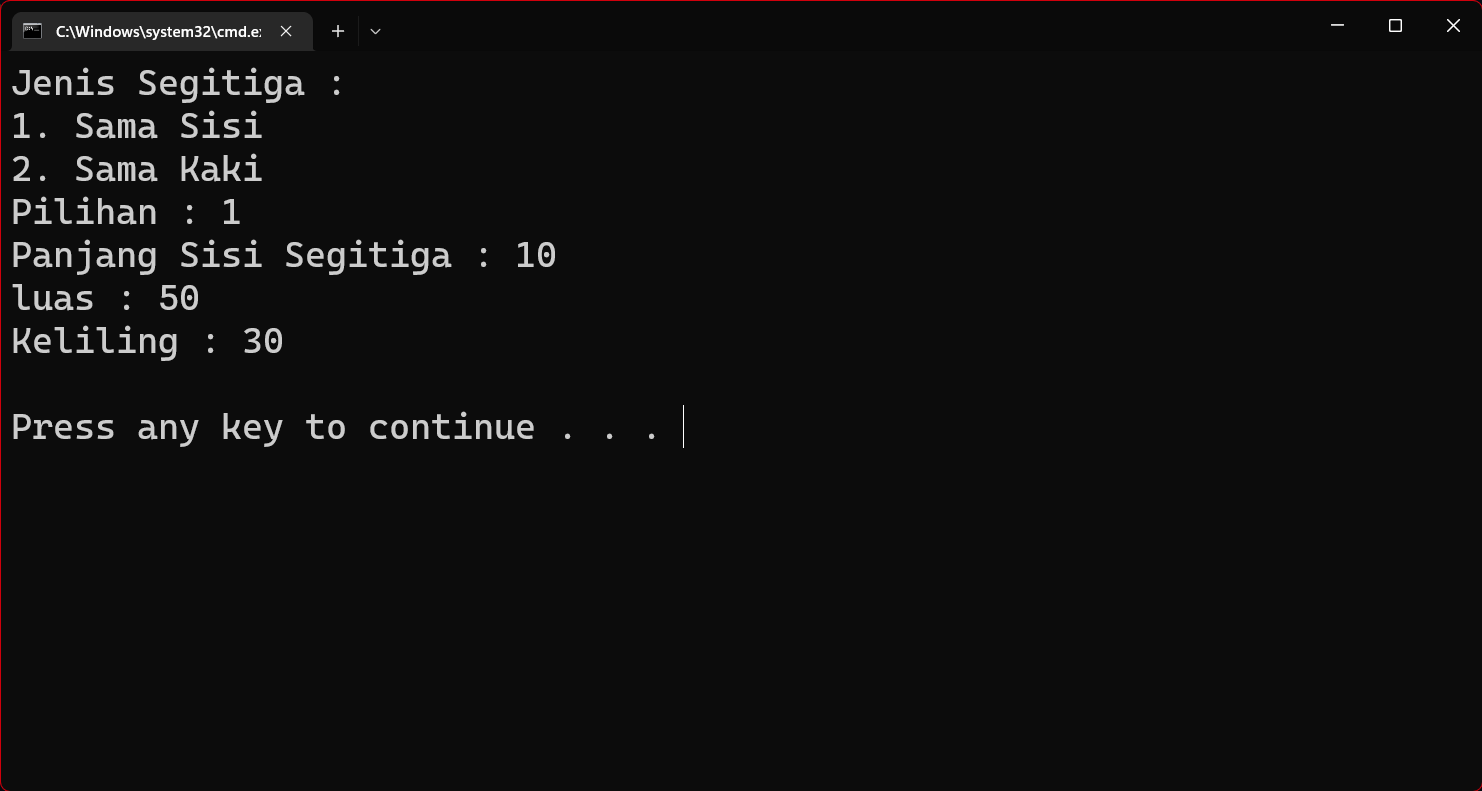 C:\Windows\system32\cmd.e
Jenis Segitiga :
1. Sama Sisi
2. Sama Kaki
Pilihan : 1
Panjang Sisi Segitiga : 10
luas : 50
Keliling : 30
Press any key to continue . . .